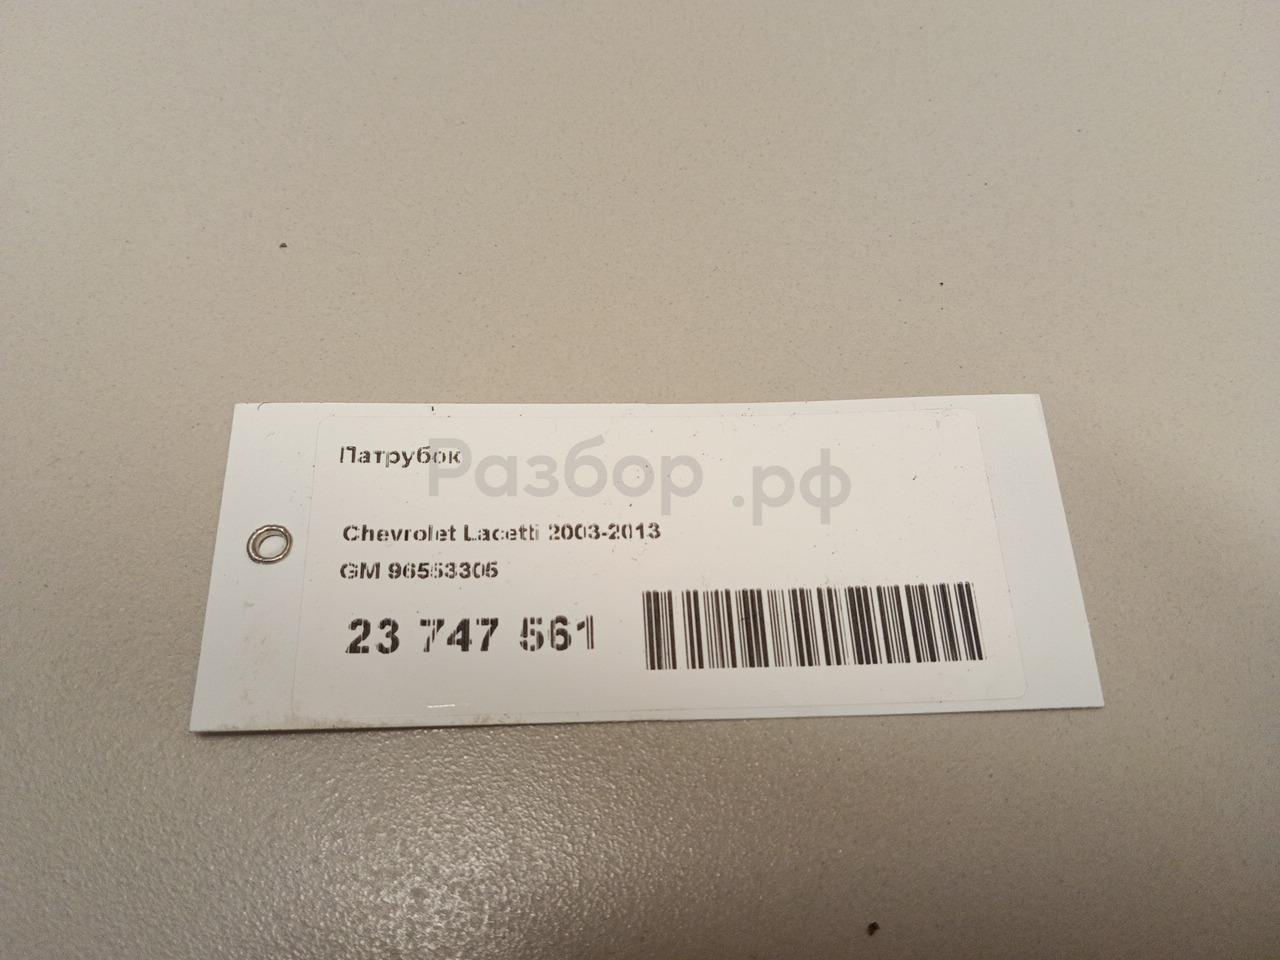 Патрубок
Разбор.рф
Chevrolet Lacetti 2003-2013
GM 96553305
23 747 561